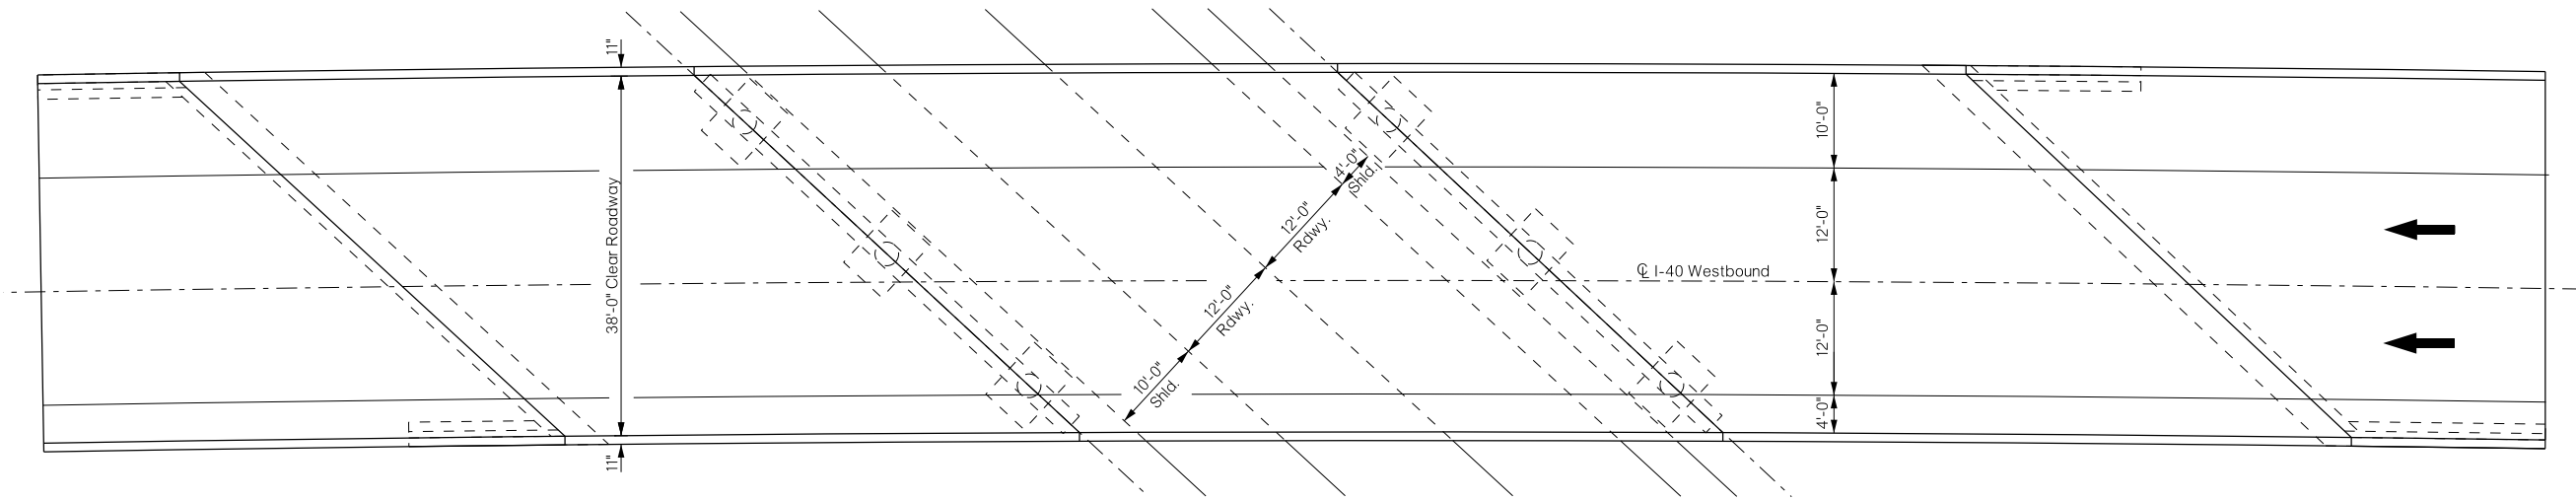 11"
38'-0" Clear Roadway
11"
4'-0"
Shld.
12'-0"
Rdwy.
12'-0"
Rdwy.
10'-0"
Shld.
℄ I-40 Westbound
10'-0"
12'-0"
12'-0"
4'-0"